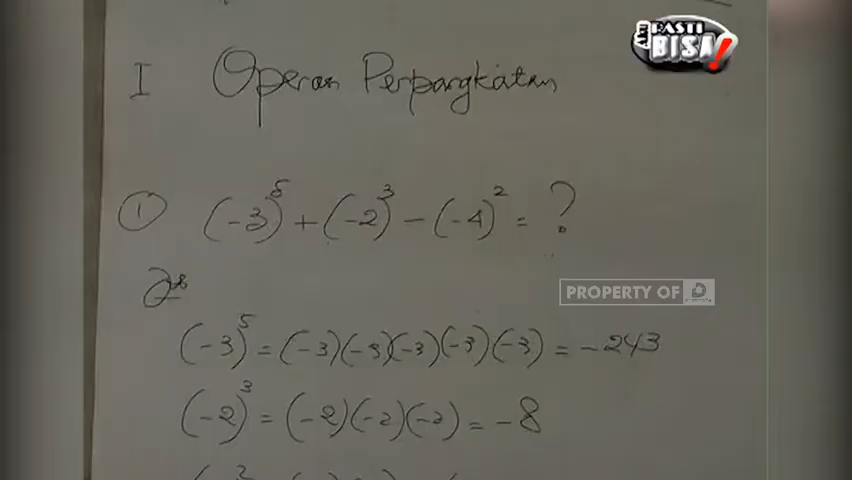 PASTI
BISA!
I Operasi Perpangkatan
① (-3)⁵ + (-2)³ - (-4)² = ?
PROPERTY OF D
(-3)⁵ = (-3)(-3)(-3)(-3)(-3) = -243
(-2)³ = (-2)(-2)(-2) = -8